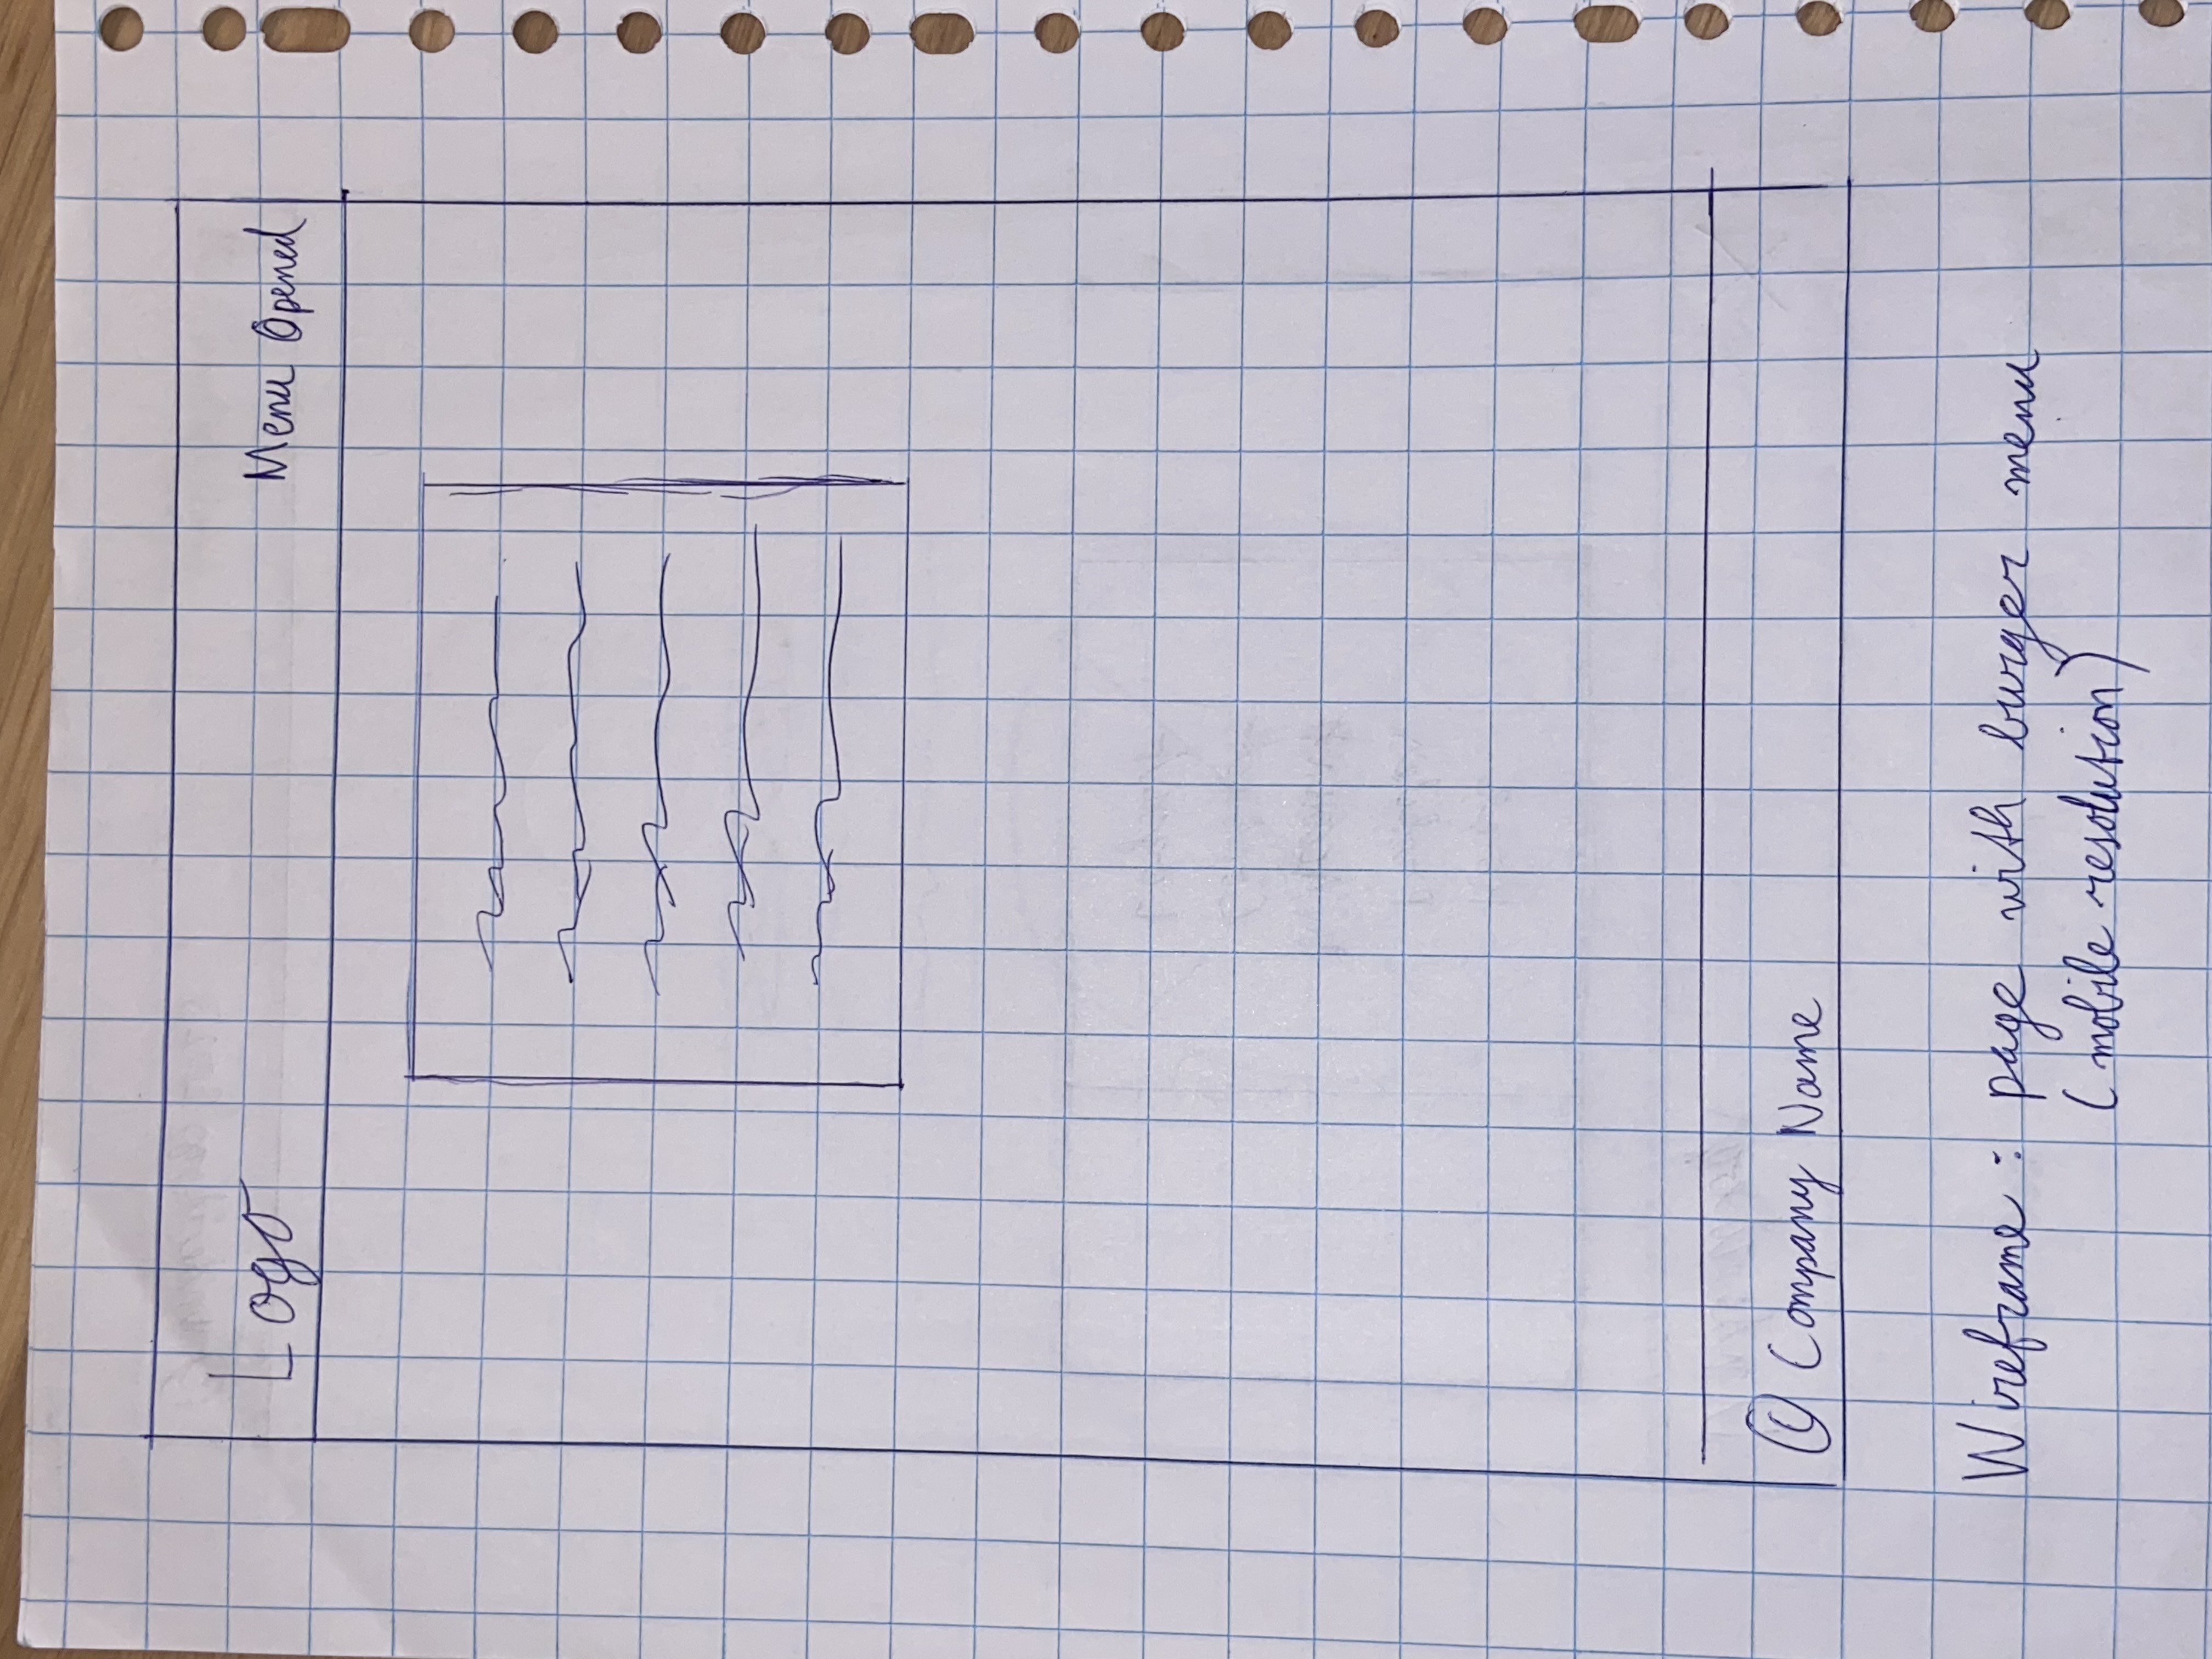 Logo
Menu Opened
© Company Name
Wireframe: page with burger menu
(mobile resolution)